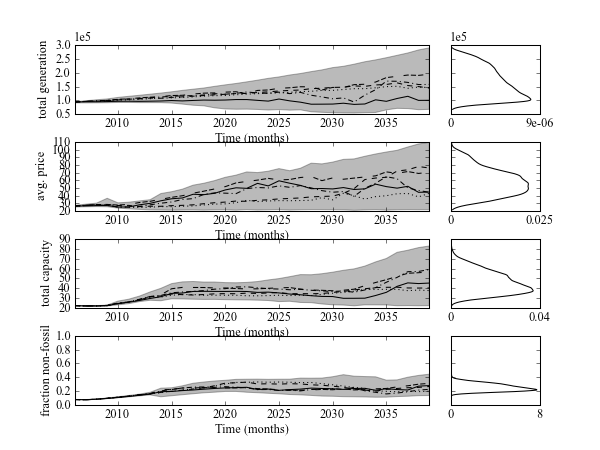 1e5
1e5
total generation
3.0
2.5
2.0
1.5
1.0
0.5
2010 2015 2020 2025 2030 2035
Time (months)
0 9e-06
avg. price
110
100
90
80
70
60
50
40
30
20
2010 2015 2020 2025 2030 2035
Time (months)
0 0.025
total capacity
90
80
70
60
50
40
30
20
2010 2015 2020 2025 2030 2035
Time (months)
0 0.04
fraction non-fossil
1.0
0.8
0.6
0.4
0.2
0.0
2010 2015 2020 2025 2030 2035
Time (months)
0 8